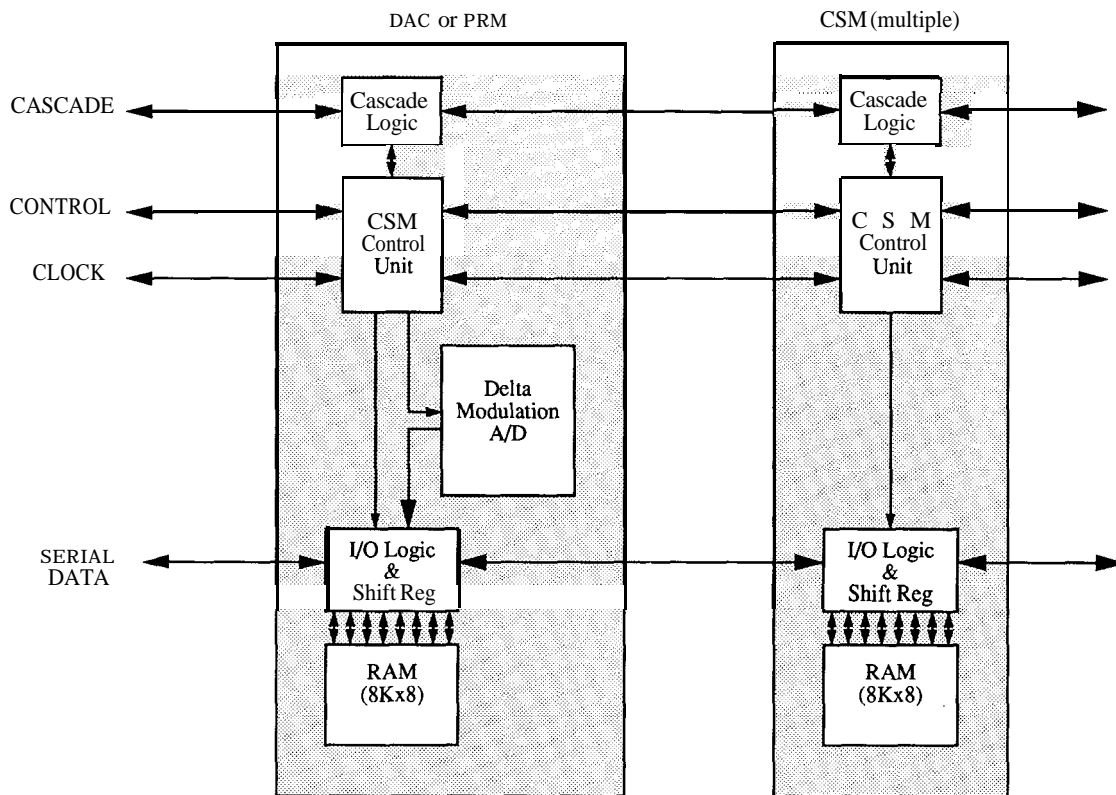 DAC or PRM
CSM (multiple)
CASCADE
Cascade
Logic
Cascade
Logic
CONTROL
CSM
Control
Unit
C S M
Control
Unit
CLOCK
Delta
Modulation
A/D
SERIAL
DATA
I/O Logic
&
Shift Reg
I/O Logic
&
Shift Reg
RAM
(8Kx8)
RAM
(8Kx8)